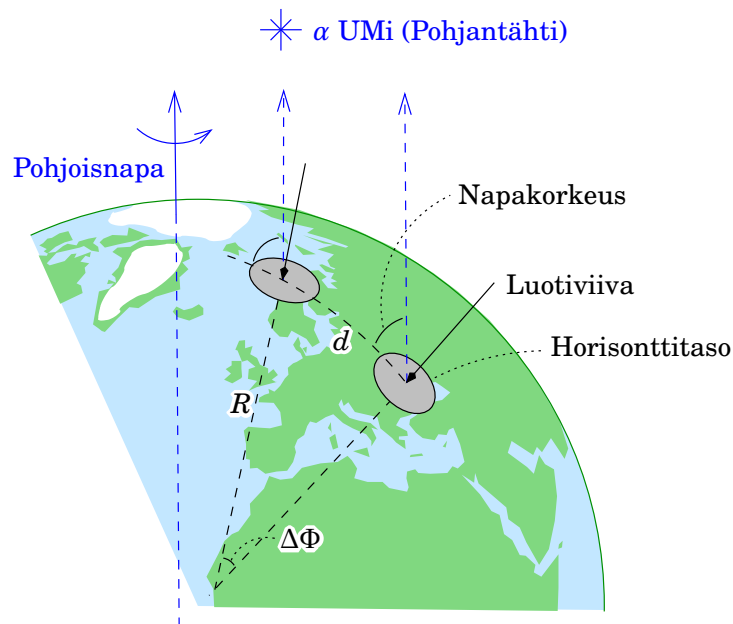 α UMi (Pohjantähti)
Pohjoisnapa
Napakorkeus
Luotiviiva
d
Horisonttitaso
R
ΔΦ